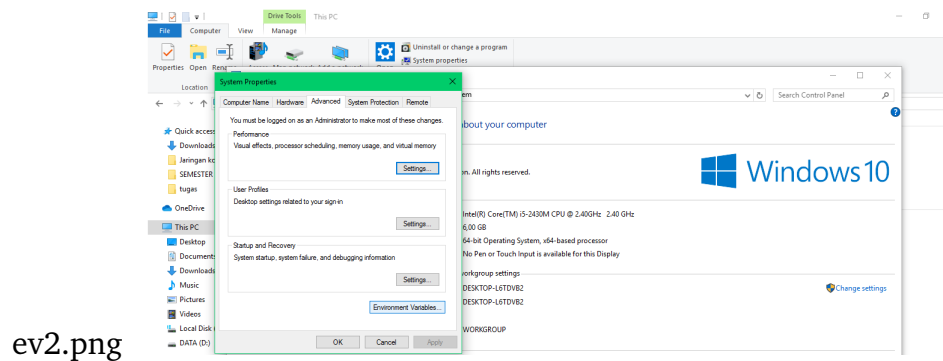 Drive Tools This PC
File Computer View Manage
Uninstall or change a program
System properties
Properties Open
Location
System Properties
Search Control Panel
Computer Name Hardware Advanced System Protection Remote
You must be logged on as an Administrator to make most of these changes.
Performance
Visual effects, processor scheduling, memory usage, and virtual memory
Settings...
User Profiles
Desktop settings related to your sign-in
Settings...
Startup and Recovery
System startup, system failure, and debugging information
Settings...
Environment Variables...
OK Cancel Apply
Quick access
Downloads
Jaringan
SEMESTER
tugas
OneDrive
This PC
Desktop
Documents
Downloads
Music
Pictures
Videos
Local Disk
DATA (D:)
about your computer
All rights reserved.
Windows 10
Intel(R) Core(TM) i5-2430M CPU @ 2.40GHz 2.40 GHz
6,00 GB
64-bit Operating System, x64-based processor
No Pen or Touch Input is available for this Display
workgroup settings
DESKTOP-L6TDVB2
Change settings
DESKTOP-L6TDVB2
WORKGROUP
ev2.png